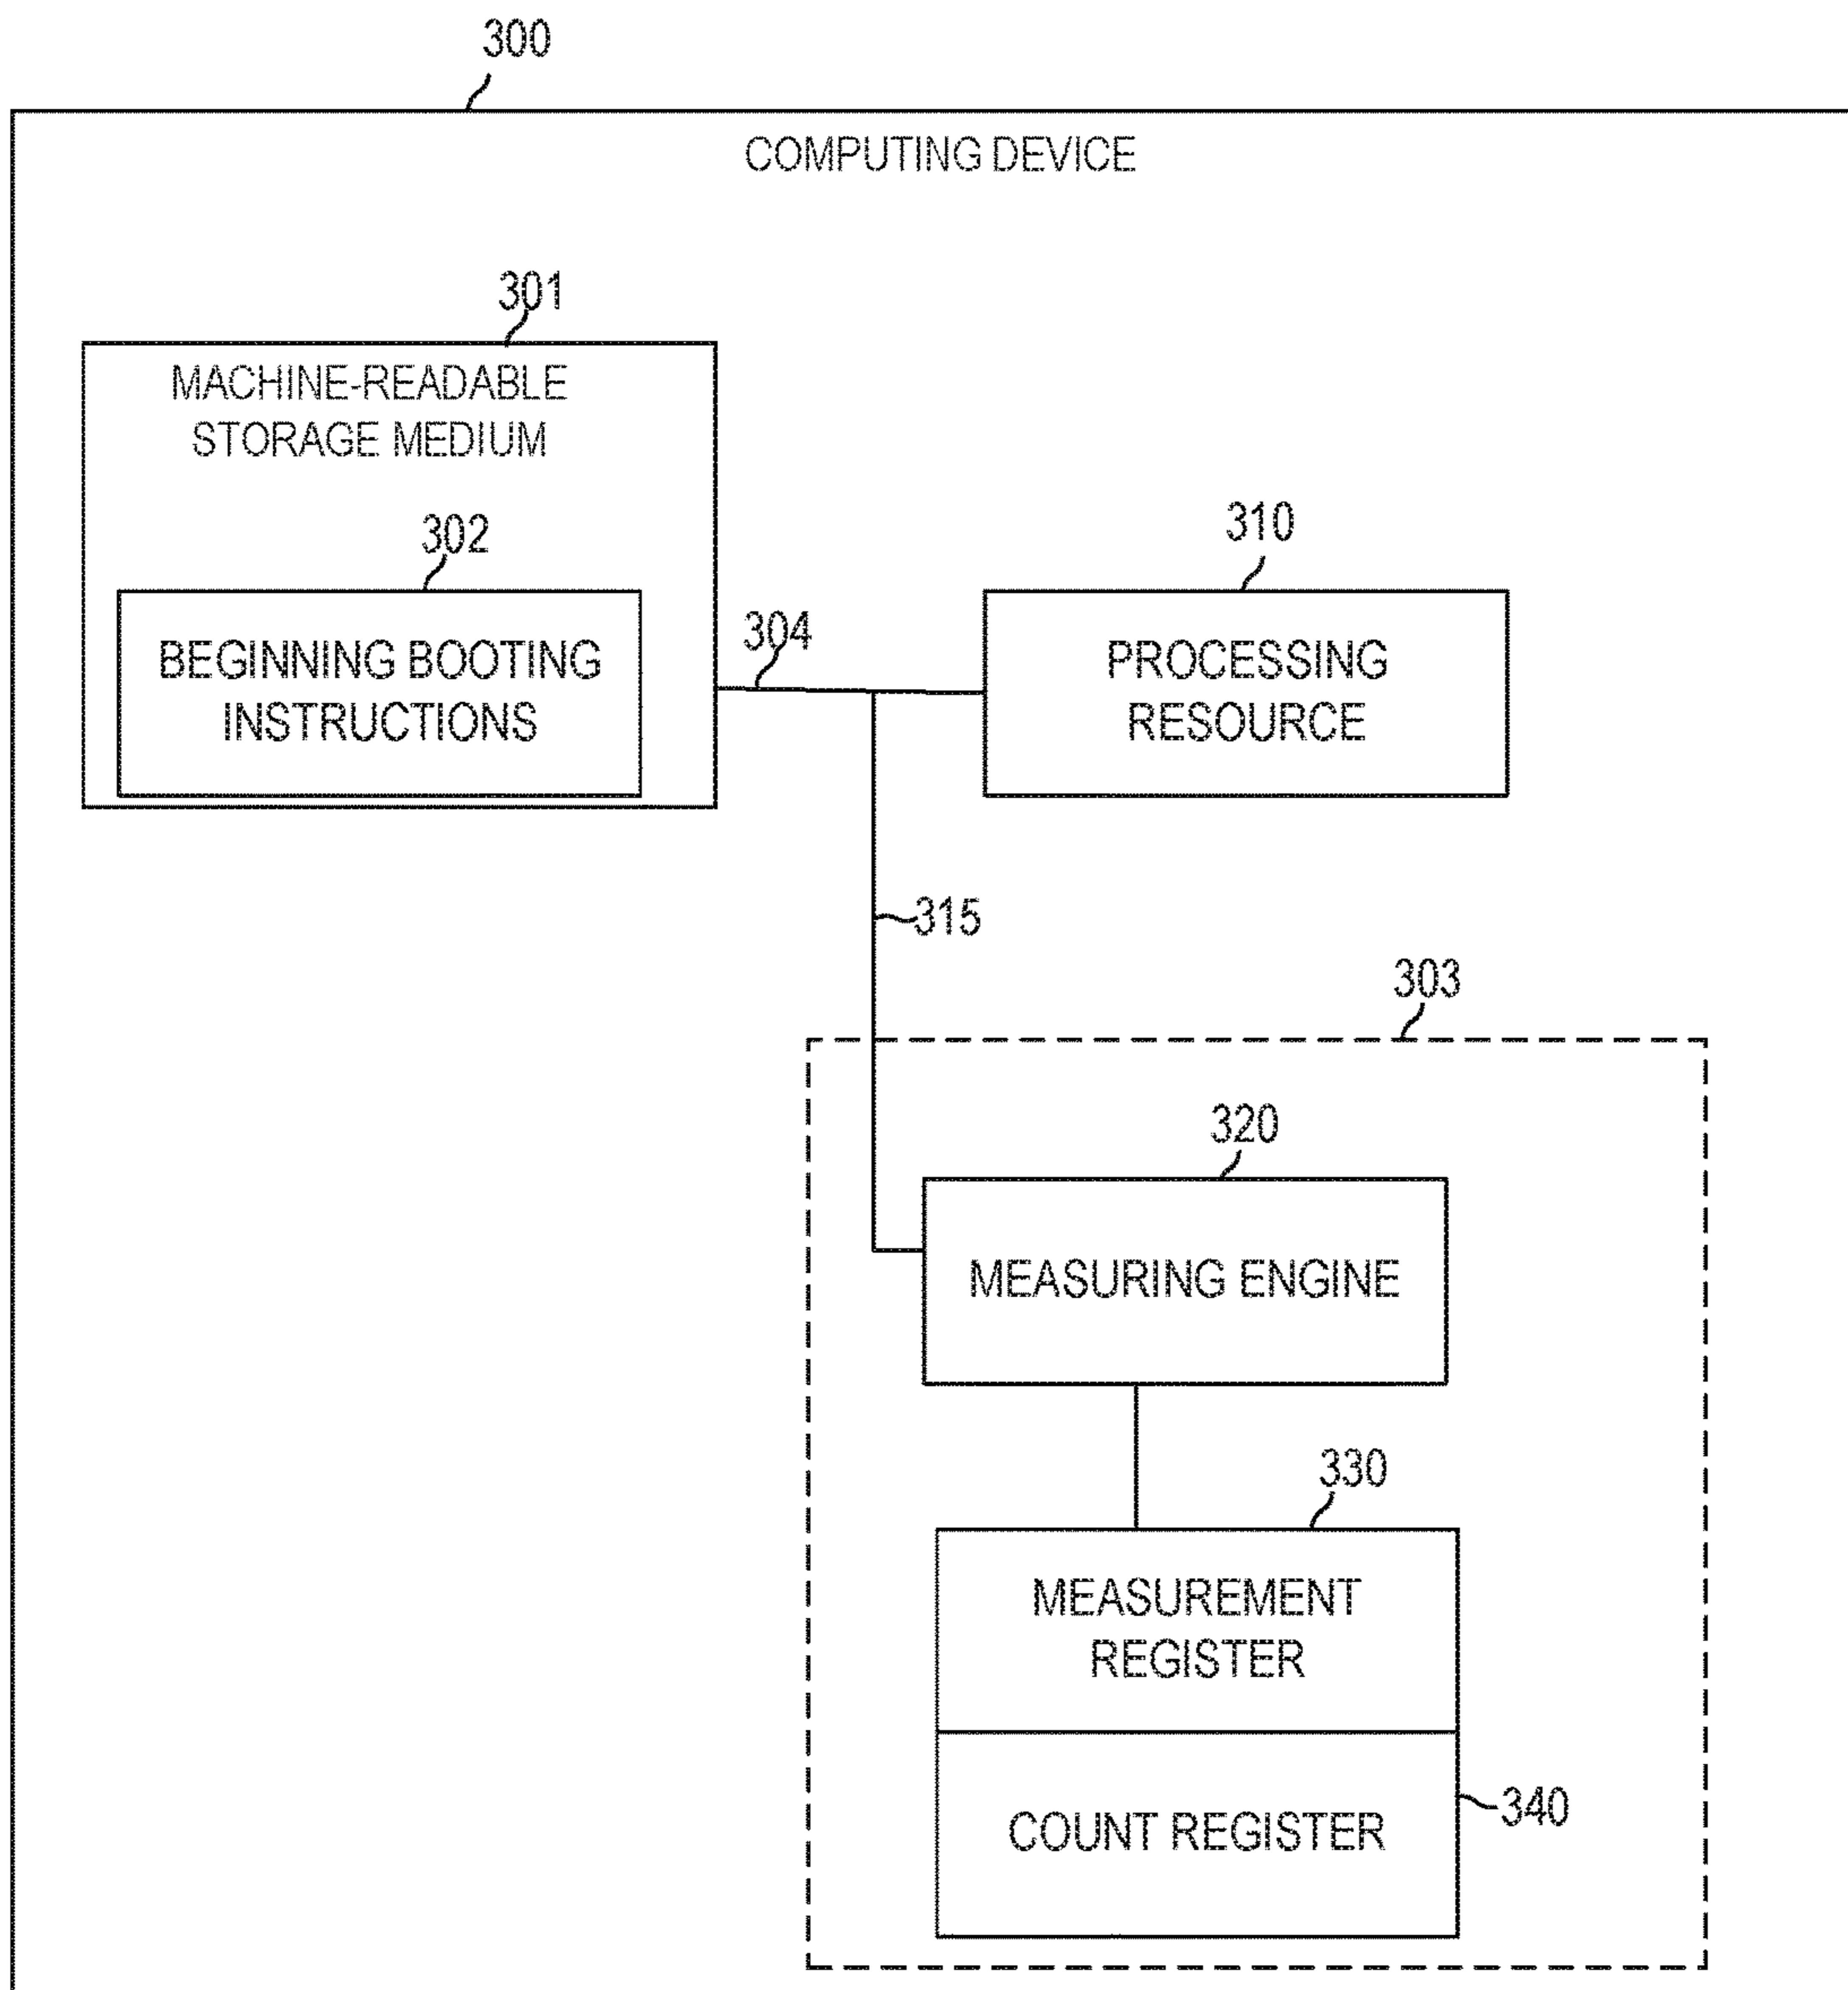 300
COMPUTING DEVICE
301
MACHINE-READABLE
STORAGE MEDIUM
302
BEGINNING BOOTING
INSTRUCTIONS
304
310
PROCESSING
RESOURCE
315
303
320
MEASURING ENGINE
330
MEASUREMENT
REGISTER
COUNT REGISTER
340